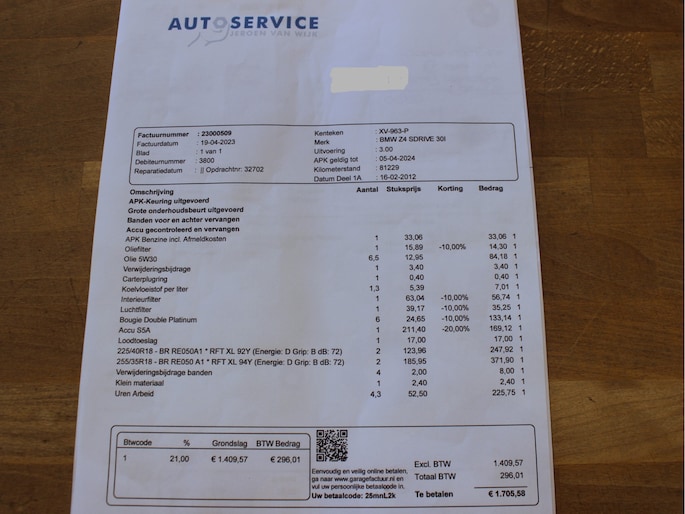 AUTOSERVICE
JEROEN VAN WIJK
Factuurnummer : 23000509
Factuurdatum : 19-04-2023
Blad : 1 van 1
Debiteurnummer : 3800
Reparatiedatum : || Opdrachtnr: 32702
Kenteken : XV-963-P
Merk : BMW Z4 SDRIVE 30I
Uitvoering : 3.00
APK geldig tot : 05-04-2024
Kilometerstand : 81229
Datum Deel 1A : 16-02-2012
Omschrijving Aantal Stuksprijs Korting Bedrag
APK-Keuring uitgevoerd
Grote onderhoudsbeurt uitgevoerd
Banden voor en achter vervangen
Accu gecontroleerd en vervangen
APK Benzine incl. Afmeldkosten 1 33,06 33,06 1
Oliefilter 1 15,89 -10,00% 14,30 1
Olie 5W30 6,5 12,95 84,18 1
Verwijderingsbijdrage 1 3,40 3,40 1
Carterplugring 1 0,40 0,40 1
Koelvloeistof per liter 1,3 5,39 7,01 1
Interieurfilter 1 63,04 -10,00% 56,74 1
Luchtfilter 1 39,17 -10,00% 35,25 1
Bougie Double Platinum 6 24,65 -10,00% 133,14 1
Accu S5A 1 211,40 -20,00% 169,12 1
Loodtoeslag 1 17,00 17,00 1
225/40R18 - BR RE050A1 * RFT XL 92Y (Energie: D Grip: B dB: 72) 2 123,96 247,92 1
255/35R18 - BR RE050 A1 * RFT XL 94Y (Energie: D Grip: B dB: 72) 2 185,95 371,90 1
Verwijderingsbijdrage banden 4 2,00 8,00 1
Klein materiaal 1 2,40 2,40 1
Uren Arbeid 4,3 52,50 225,75 1
Btwcode % Grondslag BTW Bedrag
1 21,00 € 1.409,57 € 296,01
Eenvoudig en veilig online betalen,
ga naar www.garagefactuur.nl en
vul uw persoonlijke betaalcode in.
Uw betaalcode: 25mnL2k
Excl. BTW 1.409,57
Totaal BTW 296,01
Te betalen € 1.705,58